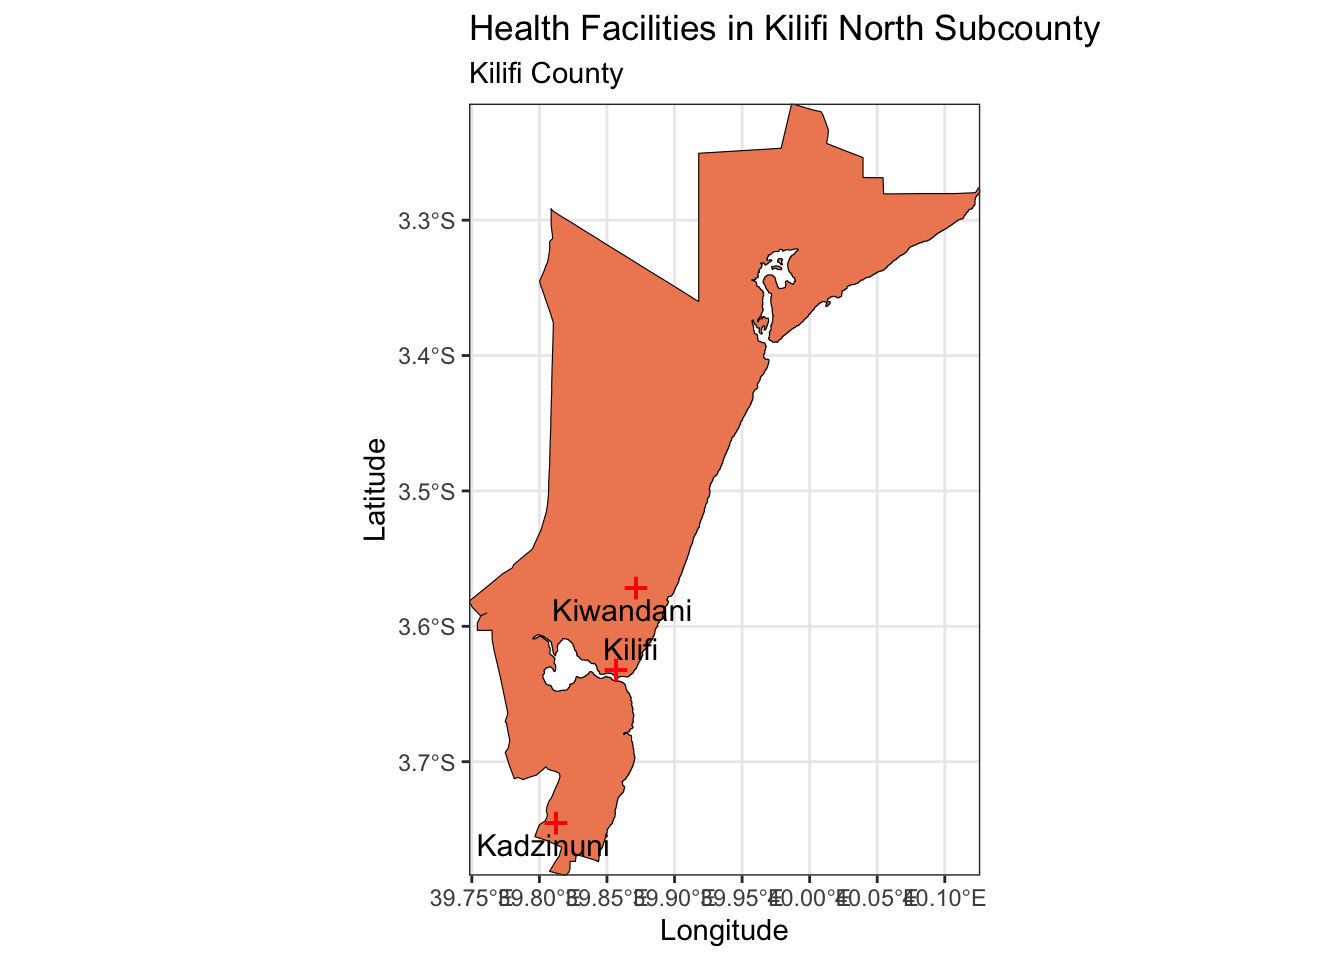 Health Facilities in Kilifi North Subcounty
Kilifi County
3.3°S
3.4°S
3.5°S
3.6°S
3.7°S
Latitude
Kiwandani
Kilifi
Kadzinuni
39.75°E 39.80°E 39.85°E 39.90°E 39.95°E 40.00°E 40.05°E 40.10°E
Longitude